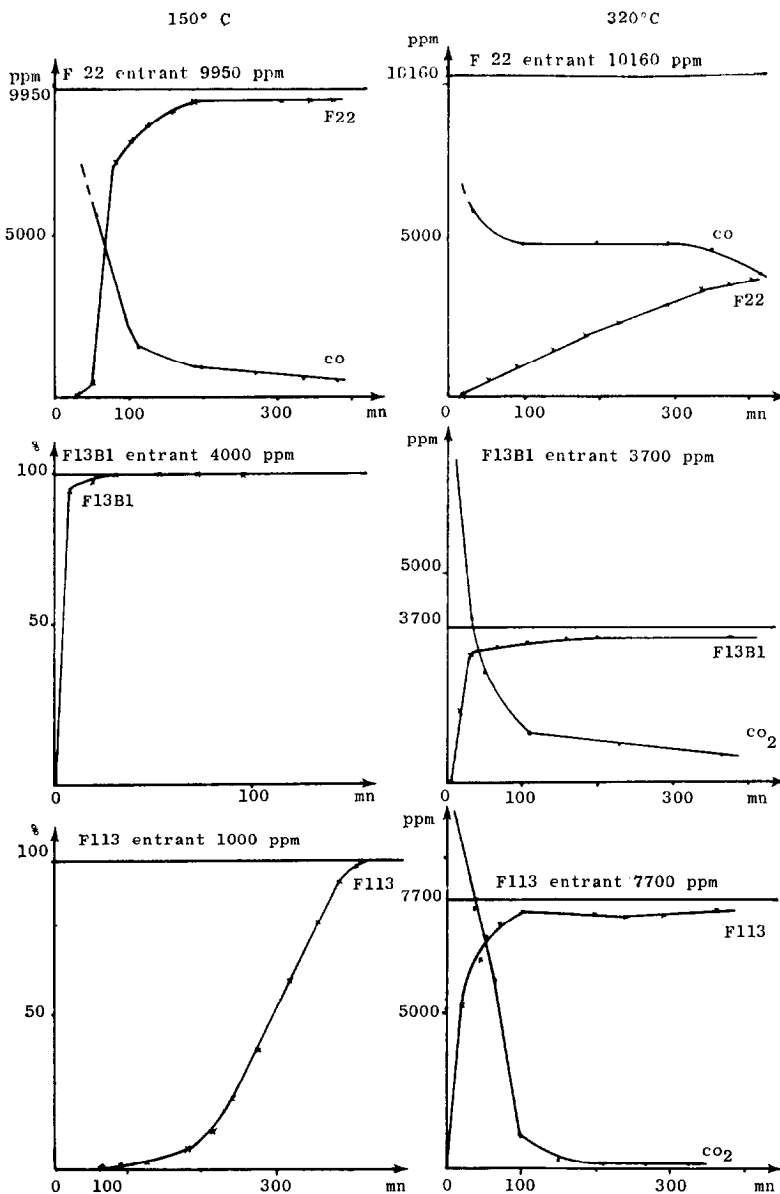 150° C
320°C
ppm
F 22 entrant 9950 ppm
9950
F22
5000
co
0
100
300
mn
ppm
10160
F 22 entrant 10160 ppm
co
5000
F22
0
100
300
mn
%
F13B1 entrant 4000 ppm
100
F13B1
50
0
100
mn
ppm
F13B1 entrant 3700 ppm
5000
3700
F13B1
co2
0
100
300
mn
%
F113 entrant 1000 ppm
100
F113
50
0
100
300
mn
ppm
7700
F113 entrant 7700 ppm
F113
5000
co2
0
100
300
mn